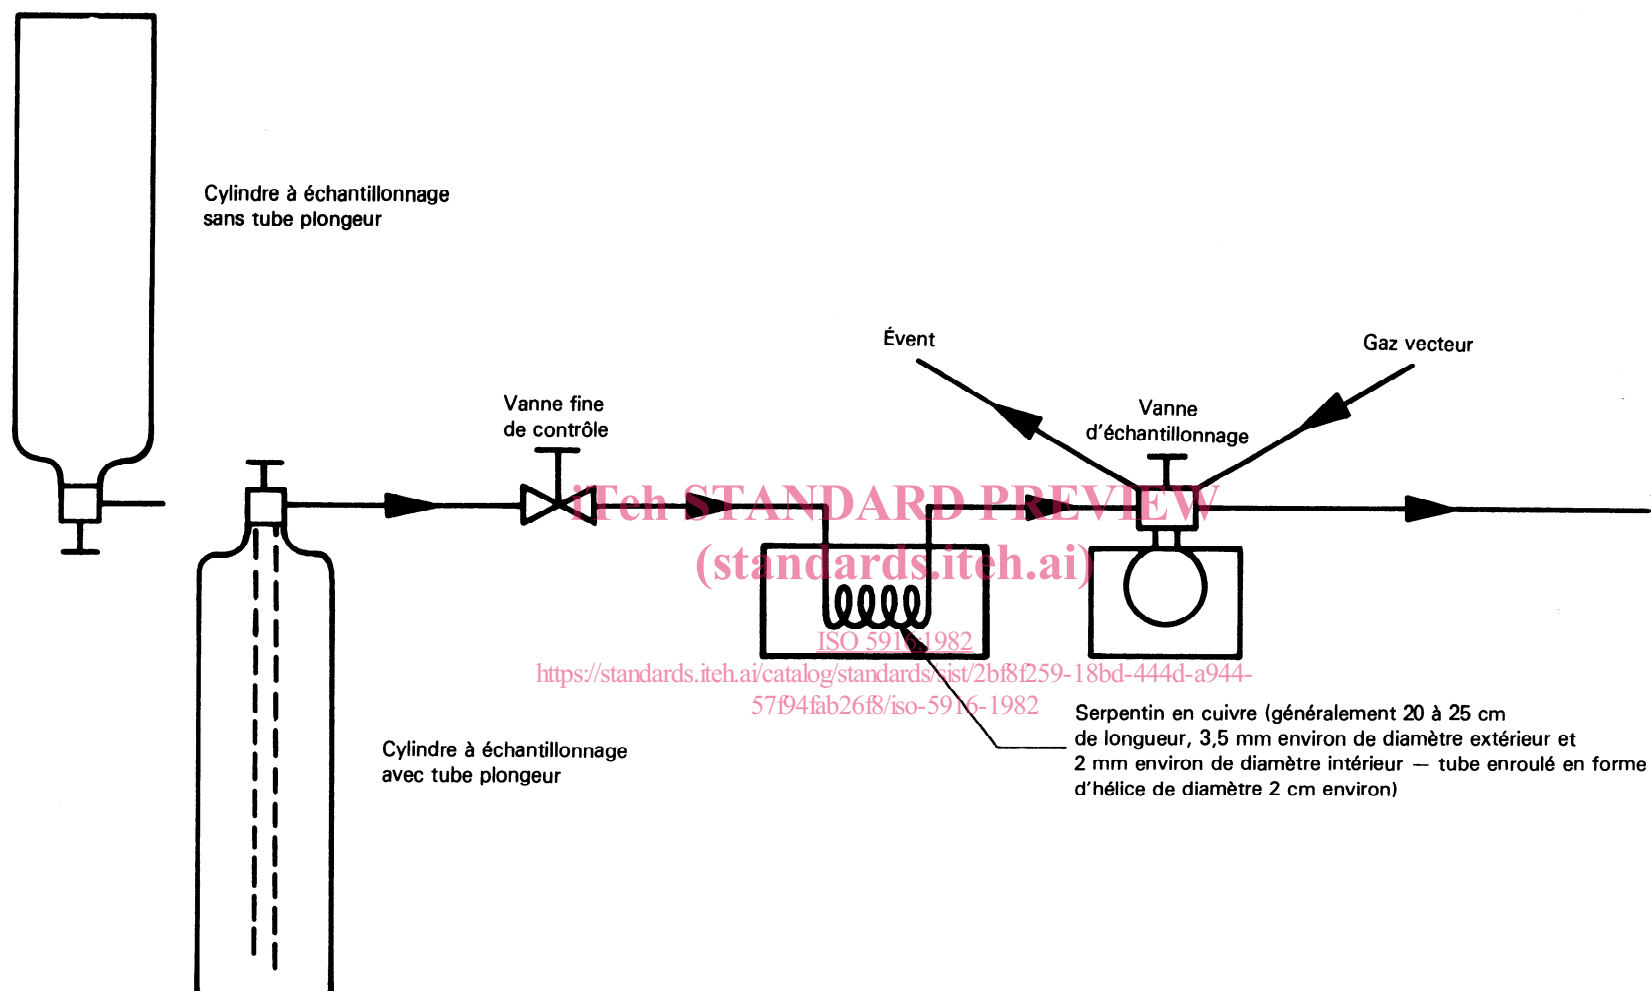 Cylindre à échantillonnage
sans tube plongeur
Évent
Gaz vecteur
Vanne fine
de contrôle
Vanne
d'échantillonnage
iTeh STANDARD PREVIEW
(standards.iteh.ai)
ISO 5916:1982
https://standards.iteh.ai/catalog/standards/sist/2bf8f259-18bd-444d-a944-
57f94fab26f8/iso-5916-1982
Serpentin en cuivre (généralement 20 à 25 cm
de longueur, 3,5 mm environ de diamètre extérieur et
2 mm environ de diamètre intérieur — tube enroulé en forme
d'hélice de diamètre 2 cm environ)
Cylindre à échantillonnage
avec tube plongeur